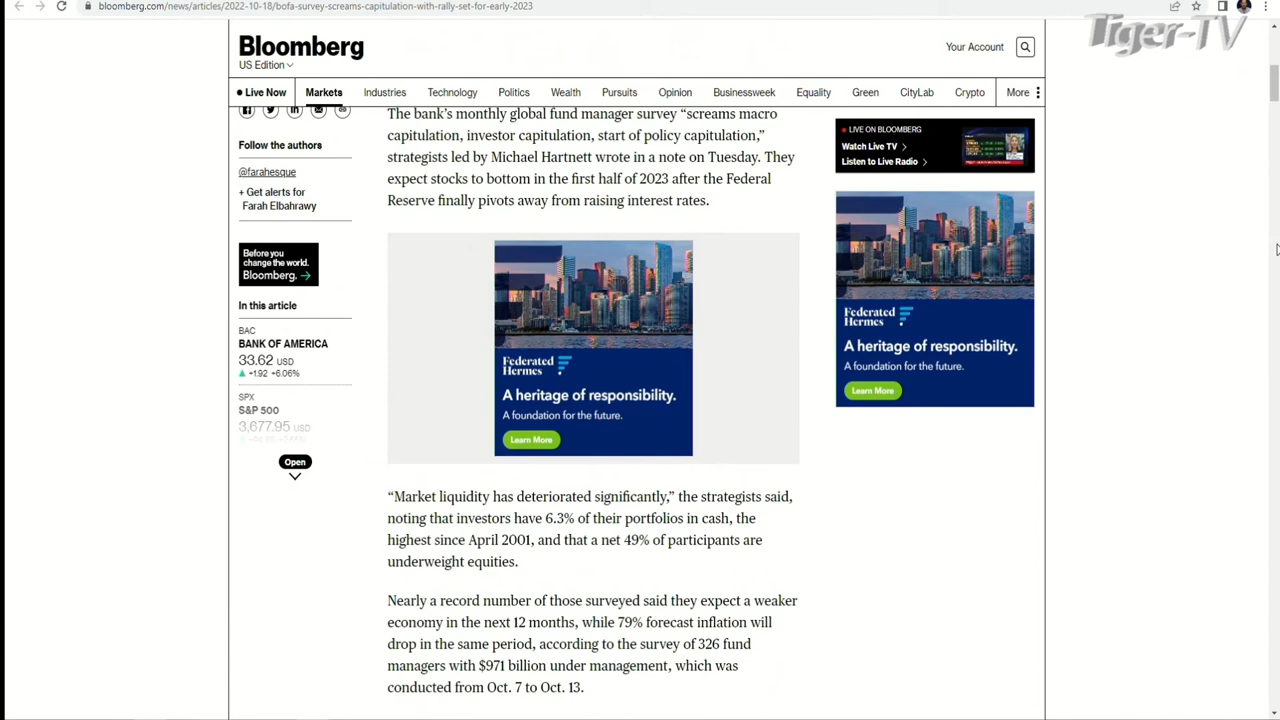 bloomberg.com/news/articles/2022-10-18/bofa-survey-screams-capitulation-with-rally-set-for-early-2023
Tiger-TV
Bloomberg
US Edition
Your Account
Live Now
Markets
Industries
Technology
Politics
Wealth
Pursuits
Opinion
Businessweek
Equality
Green
CityLab
Crypto
More
Follow the authors
@farahesque
+ Get alerts for
Farah Elbahrawy
Before you
change the world.
Bloomberg.
In this article
BAC
BANK OF AMERICA
33.62 USD
+1.92 +6.06%
SPX
S&P 500
3,677.95 USD
Open
The bank's monthly global fund manager survey “screams macro
capitulation, investor capitulation, start of policy capitulation,”
strategists led by Michael Hartnett wrote in a note on Tuesday. They
expect stocks to bottom in the first half of 2023 after the Federal
Reserve finally pivots away from raising interest rates.
Federated
Hermes
A heritage of responsibility.
A foundation for the future.
Learn More
“Market liquidity has deteriorated significantly,” the strategists said,
noting that investors have 6.3% of their portfolios in cash, the
highest since April 2001, and that a net 49% of participants are
underweight equities.
Nearly a record number of those surveyed said they expect a weaker
economy in the next 12 months, while 79% forecast inflation will
drop in the same period, according to the survey of 326 fund
managers with $971 billion under management, which was
conducted from Oct. 7 to Oct. 13.
LIVE ON BLOOMBERG
Watch Live TV
Listen to Live Radio
Federated
Hermes
A heritage of responsibility.
A foundation for the future.
Learn More